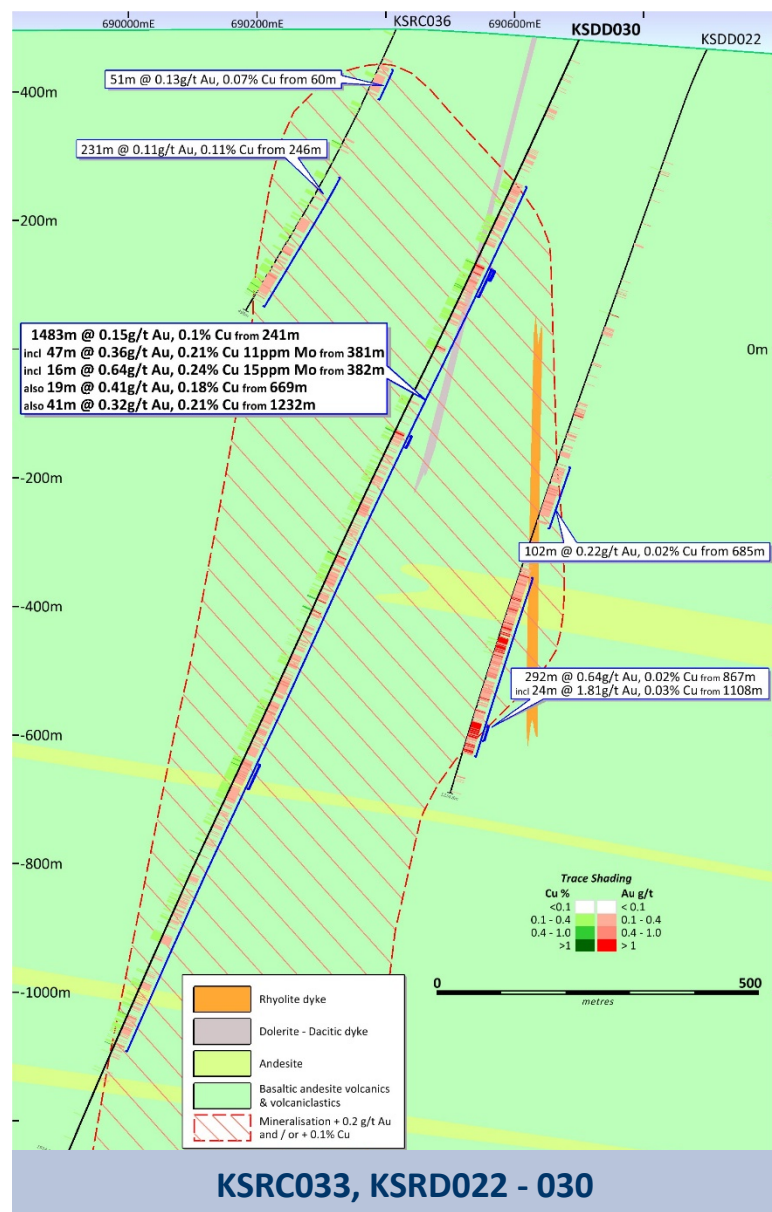 690000mE
690200mE
KSRC036
690600mE
KSDD030
KSDD022
400m
200m
0m
-200m
-400m
-600m
-800m
-1000m
51m @ 0.13g/t Au, 0.07% Cu from 60m
231m @ 0.11g/t Au, 0.11% Cu from 246m
1483m @ 0.15g/t Au, 0.1% Cu from 241m
incl 47m @ 0.36g/t Au, 0.21% Cu 11ppm Mo from 381m
incl 16m @ 0.64g/t Au, 0.24% Cu 15ppm Mo from 382m
also 19m @ 0.41g/t Au, 0.18% Cu from 669m
also 41m @ 0.32g/t Au, 0.21% Cu from 1232m
102m @ 0.22g/t Au, 0.02% Cu from 685m
292m @ 0.64g/t Au, 0.02% Cu from 867m
incl 24m @ 1.81g/t Au, 0.03% Cu from 1108m
Trace Shading
Cu % Au g/t
<0.1 < 0.1
0.1 - 0.4 0.1 - 0.4
0.4 - 1.0 0.4 - 1.0
>1 > 1
0 500
metres
Rhyolite dyke
Dolerite - Dacitic dyke
Andesite
Basaltic andesite volcanics
& volcaniclastics
Mineralisation + 0.2 g/t Au
and / or + 0.1% Cu
KSRC033, KSRD022 - 030